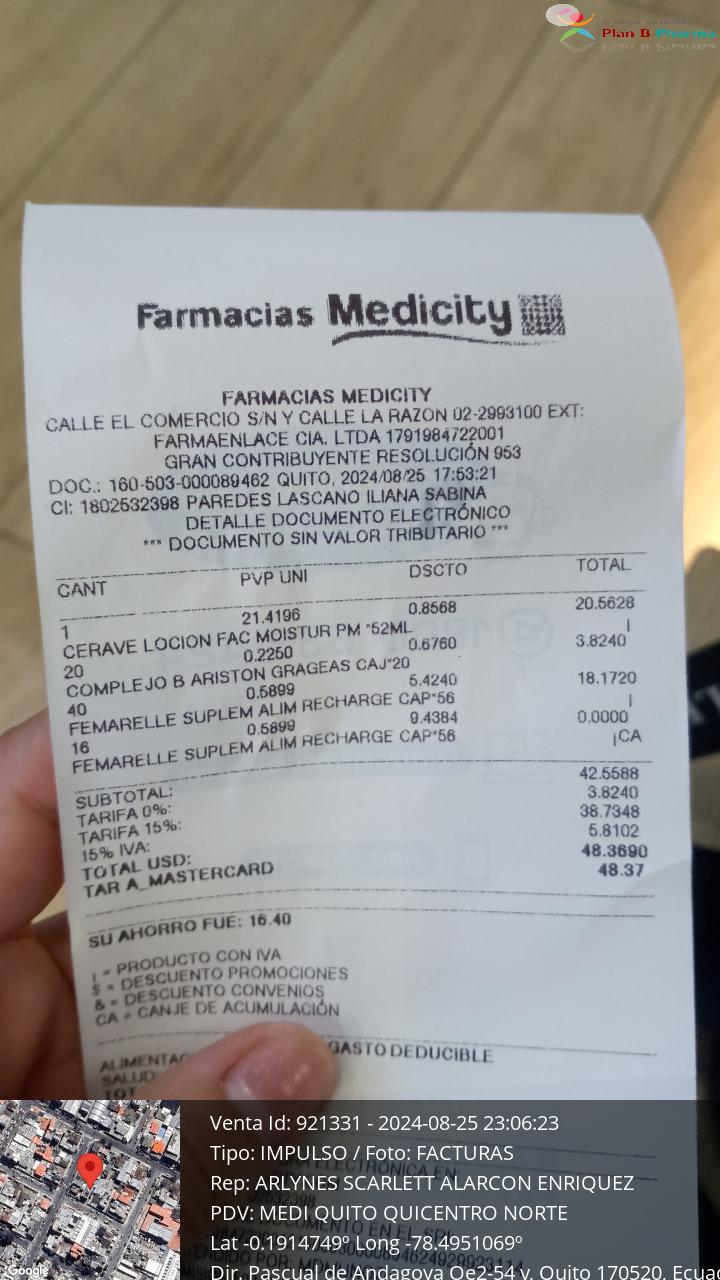 Plan B Pharma
Farmacias Medicity
FARMACIAS MEDICITY
CALLE EL COMERCIO S/N Y CALLE LA RAZON 02-2993100 EXT:
FARMAENLACE CIA. LTDA 1791984722001
GRAN CONTRIBUYENTE RESOLUCIÓN 953
DOC.: 160-503-000089462 QUITO, 2024/08/25 17:53:21
CI: 1802532398 PAREDES LASCANO ILIANA SABINA
DETALLE DOCUMENTO ELECTRÓNICO
*** DOCUMENTO SIN VALOR TRIBUTARIO ***
CANT PVP UNI DSCTO TOTAL
1 21.4196 0.8568 20.5628
CERAVE LOCION FAC MOISTUR PM *52ML I
20 0.2250 0.6760 3.8240
COMPLEJO B ARISTON GRAGEAS CAJ*20
40 0.5899 5.4240 18.1720
FEMARELLE SUPLEM ALIM RECHARGE CAP*56 I
16 0.5899 9.4384 0.0000
FEMARELLE SUPLEM ALIM RECHARGE CAP*56 ¡CA
SUBTOTAL: 42.5588
TARIFA 0%: 3.8240
TARIFA 15%: 38.7348
15% IVA: 5.8102
TOTAL USD: 48.3690
TAR A_MASTERCARD 48.37
SU AHORRO FUE: 16.40
I = PRODUCTO CON IVA
$ = DESCUENTO PROMOCIONES
& = DESCUENTO CONVENIOS
CA = CANJE DE ACUMULACIÓN
GASTO DEDUCIBLE
SALUD
Venta Id: 921331 - 2024-08-25 23:06:23
Tipo: IMPULSO / Foto: FACTURAS
Rep: ARLYNES SCARLETT ALARCON ENRIQUEZ
PDV: MEDI QUITO QUICENTRO NORTE
Lat -0.1914749º Long -78.4951069º
Dir. Pascual de Andagoya Oe2-54 y, Quito 170520, Ecua
Google